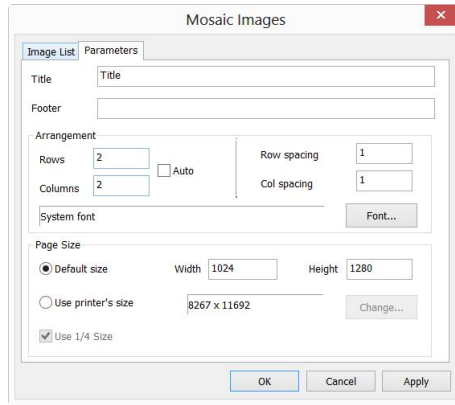 Mosaic Images
Image List Parameters
Title Title
Footer
Arrangement
Rows 2 Auto Row spacing 1
Columns 2 Col spacing 1
System font Font...
Page Size
Default size Width 1024 Height 1280
Use printer's size 8267 x 11692 Change...
Use 1/4 Size
OK Cancel Apply